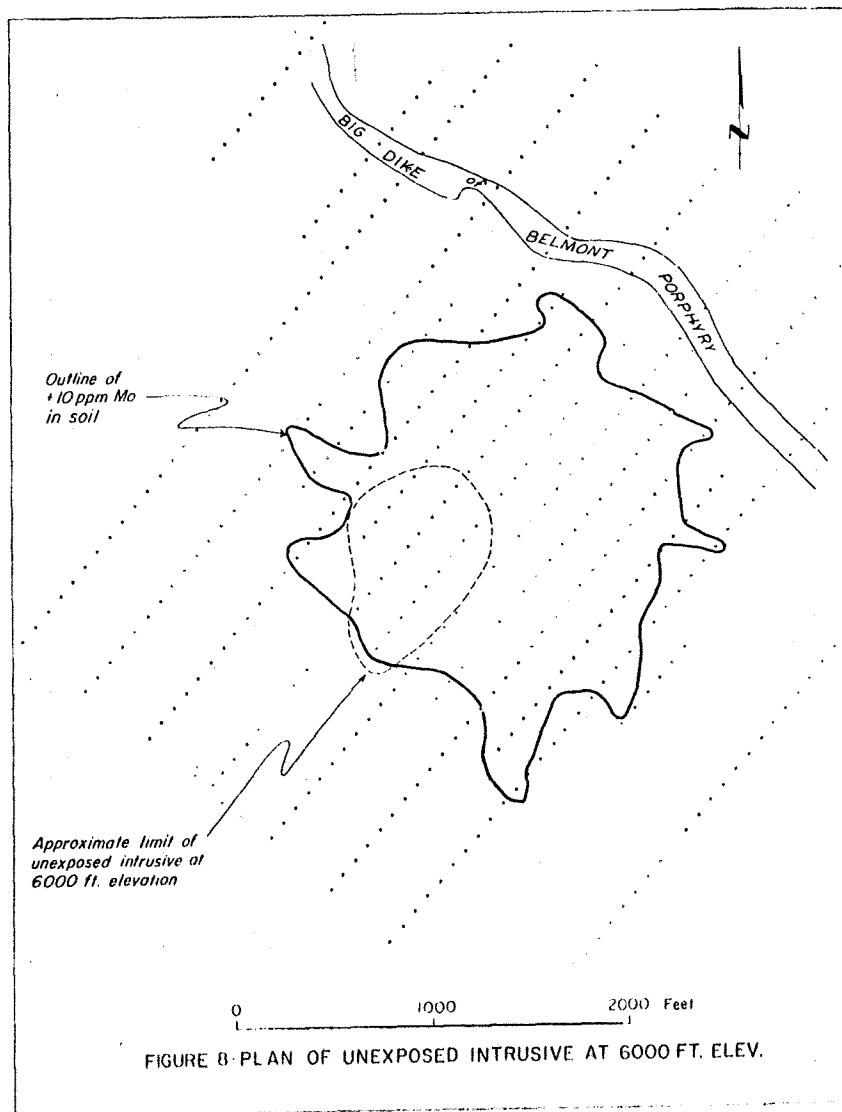 N
BIG DIKE of BELMONT PORPHYRY
Outline of
+10 ppm Mo
in soil
Approximate limit of
unexposed intrusive at
6000 ft. elevation
0 1000 2000 Feet
FIGURE 8 PLAN OF UNEXPOSED INTRUSIVE AT 6000 FT. ELEV.